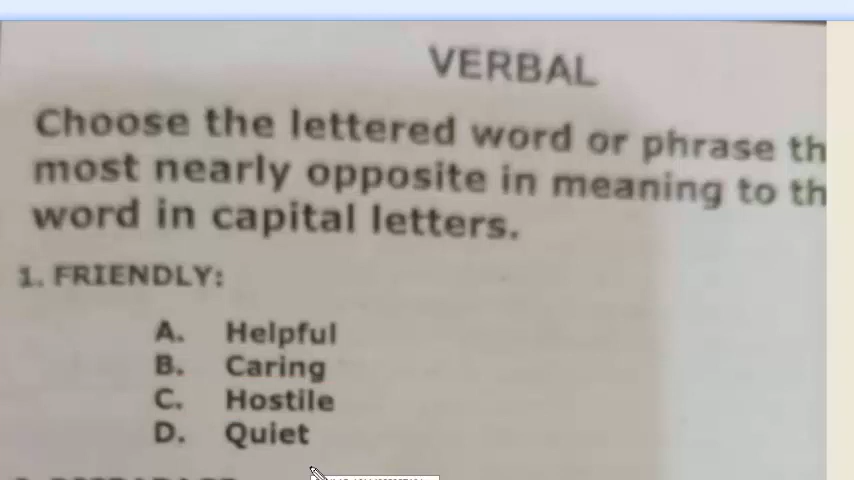 VERBAL
Choose the lettered word or phrase th
most nearly opposite in meaning to th
word in capital letters.
1. FRIENDLY:
A. Helpful
B. Caring
C. Hostile
D. Quiet